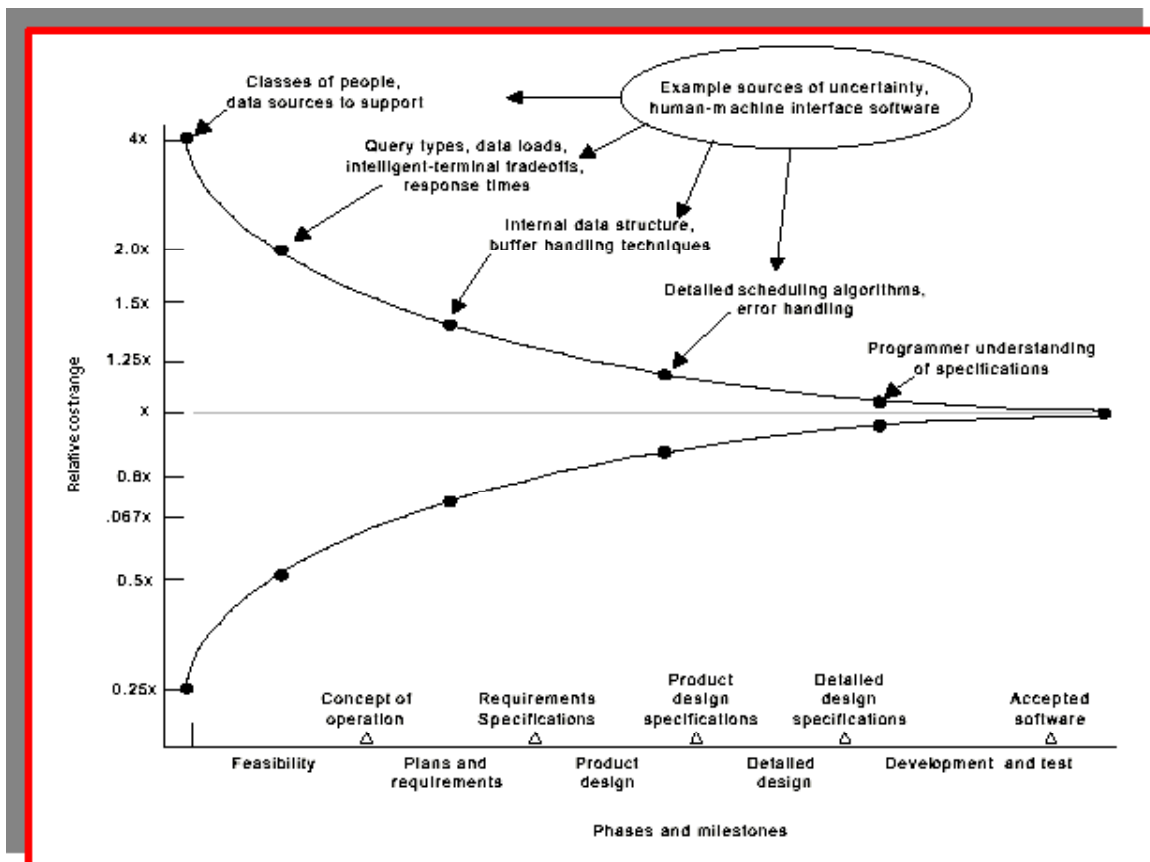 Classes of people,
data sources to support
Example sources of uncertainty,
human-machine interface software
4x
Query types, data loads,
intelligent-terminal tradeoffs,
response times
Internal data structure,
buffer handling techniques
2.0x
Detailed scheduling algorithms,
error handling
1.5x
Programmer understanding
of specifications
1.25x
x
Relative cost range
0.8x
.067x
0.5x
0.25x
Concept of
operation
Requirements
Specifications
Product
design
specifications
Detailed
design
specifications
Accepted
software
Feasibility
Plans and
requirements
Product
design
Detailed
design
Development and test
Phases and milestones